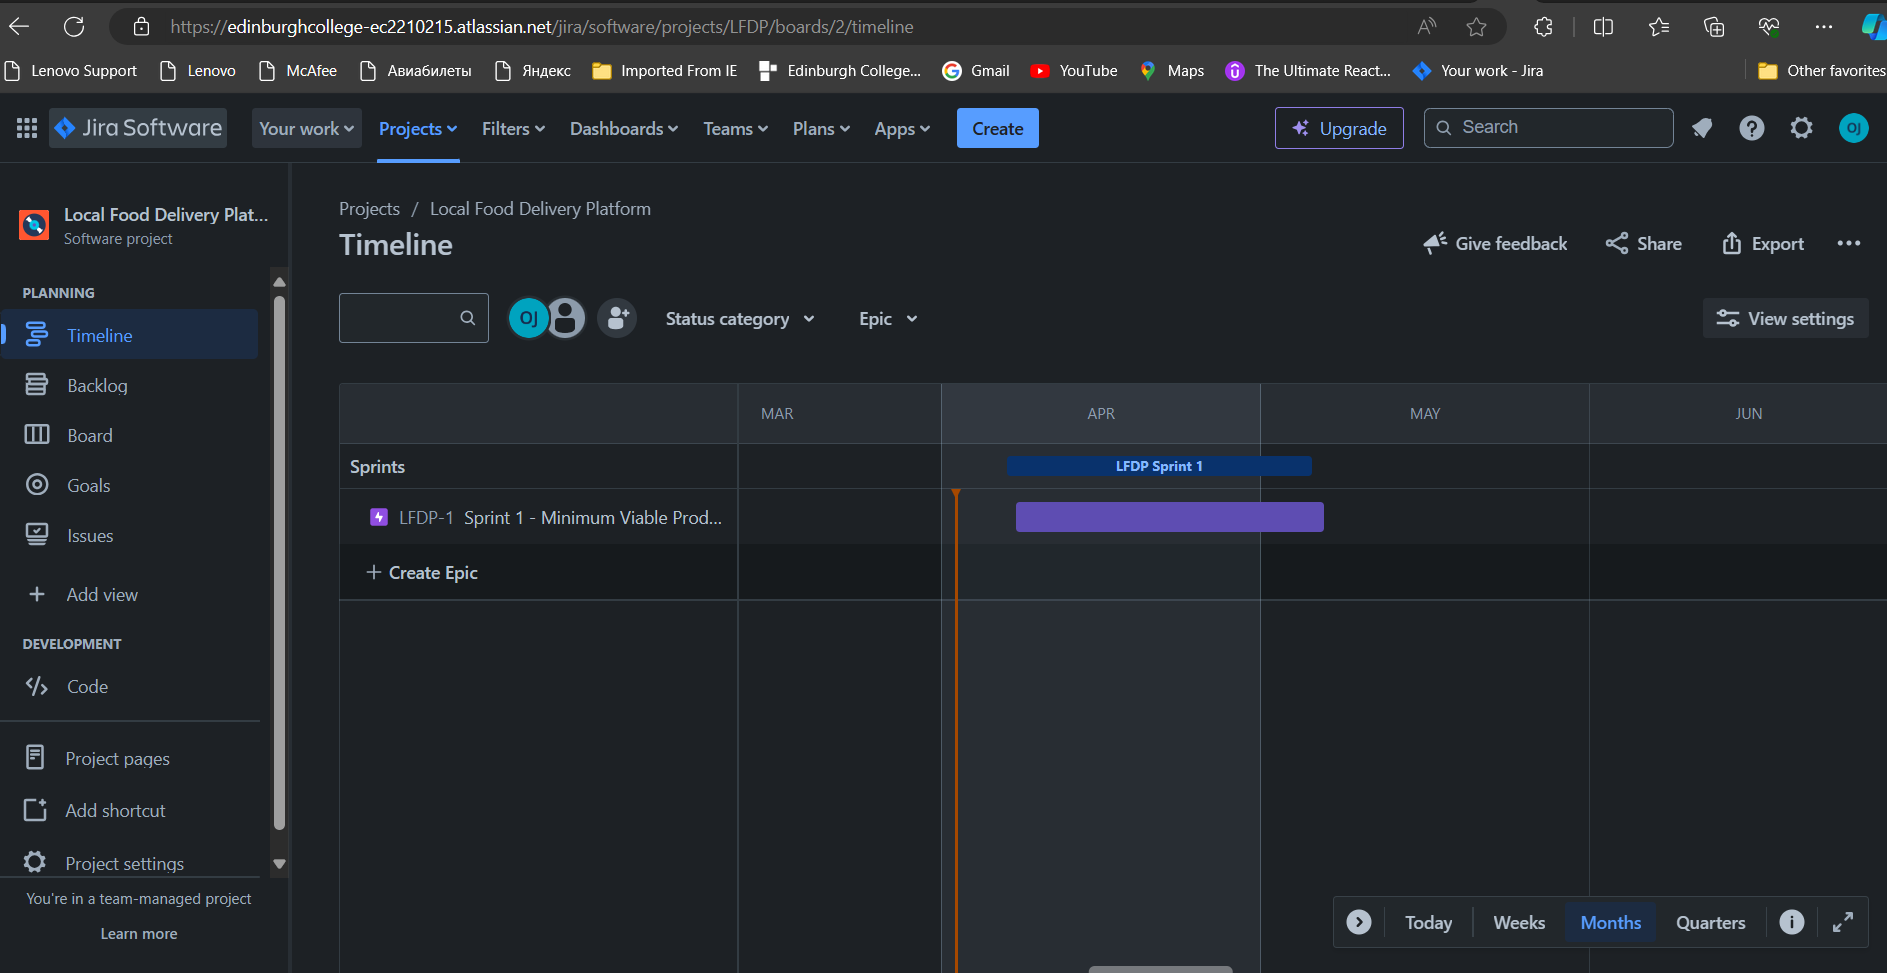 https://edinburghcollege-ec2210215.atlassian.net/jira/software/projects/LFDP/boards/2/timeline
Lenovo Support Lenovo McAfee Авиабилеты Яндекс Imported From IE Edinburgh College... Gmail YouTube Maps The Ultimate React... Your work - Jira Other favorites
Jira Software Your work Projects Filters Dashboards Teams Plans Apps Create Upgrade Search OJ
Local Food Delivery Plat...
Software project
PLANNING
Timeline
Backlog
Board
Goals
Issues
Add view
DEVELOPMENT
Code
Project pages
Add shortcut
Project settings
You're in a team-managed project
Learn more
Projects / Local Food Delivery Platform
Timeline
Give feedback Share Export
OJ Status category Epic View settings
MAR APR MAY JUN
Sprints LFDP Sprint 1
LFDP-1 Sprint 1 - Minimum Viable Prod...
+ Create Epic
Today Weeks Months Quarters